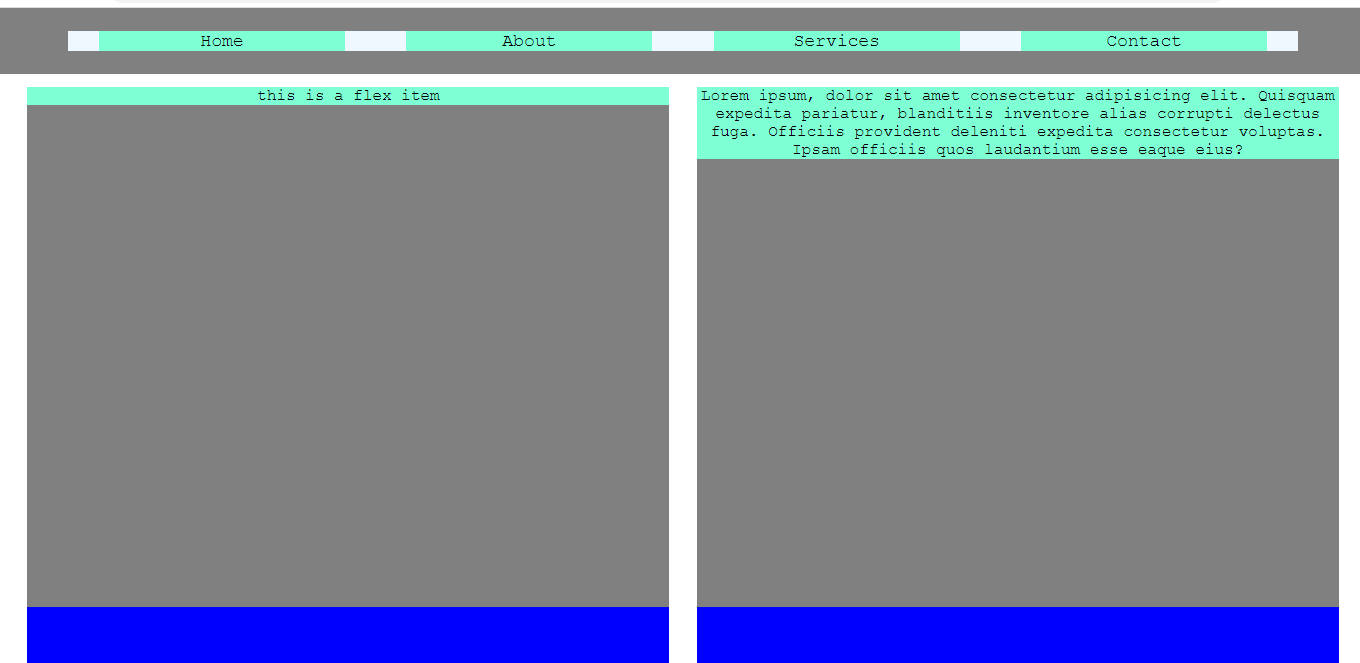 Home
About
Services
Contact
this is a flex item
Lorem ipsum, dolor sit amet consectetur adipisicing elit. Quisquam
expedita pariatur, blanditiis inventore alias corrupti delectus
fuga. Officiis provident deleniti expedita consectetur voluptas.
Ipsam officiis quos laudantium esse eaque eius?